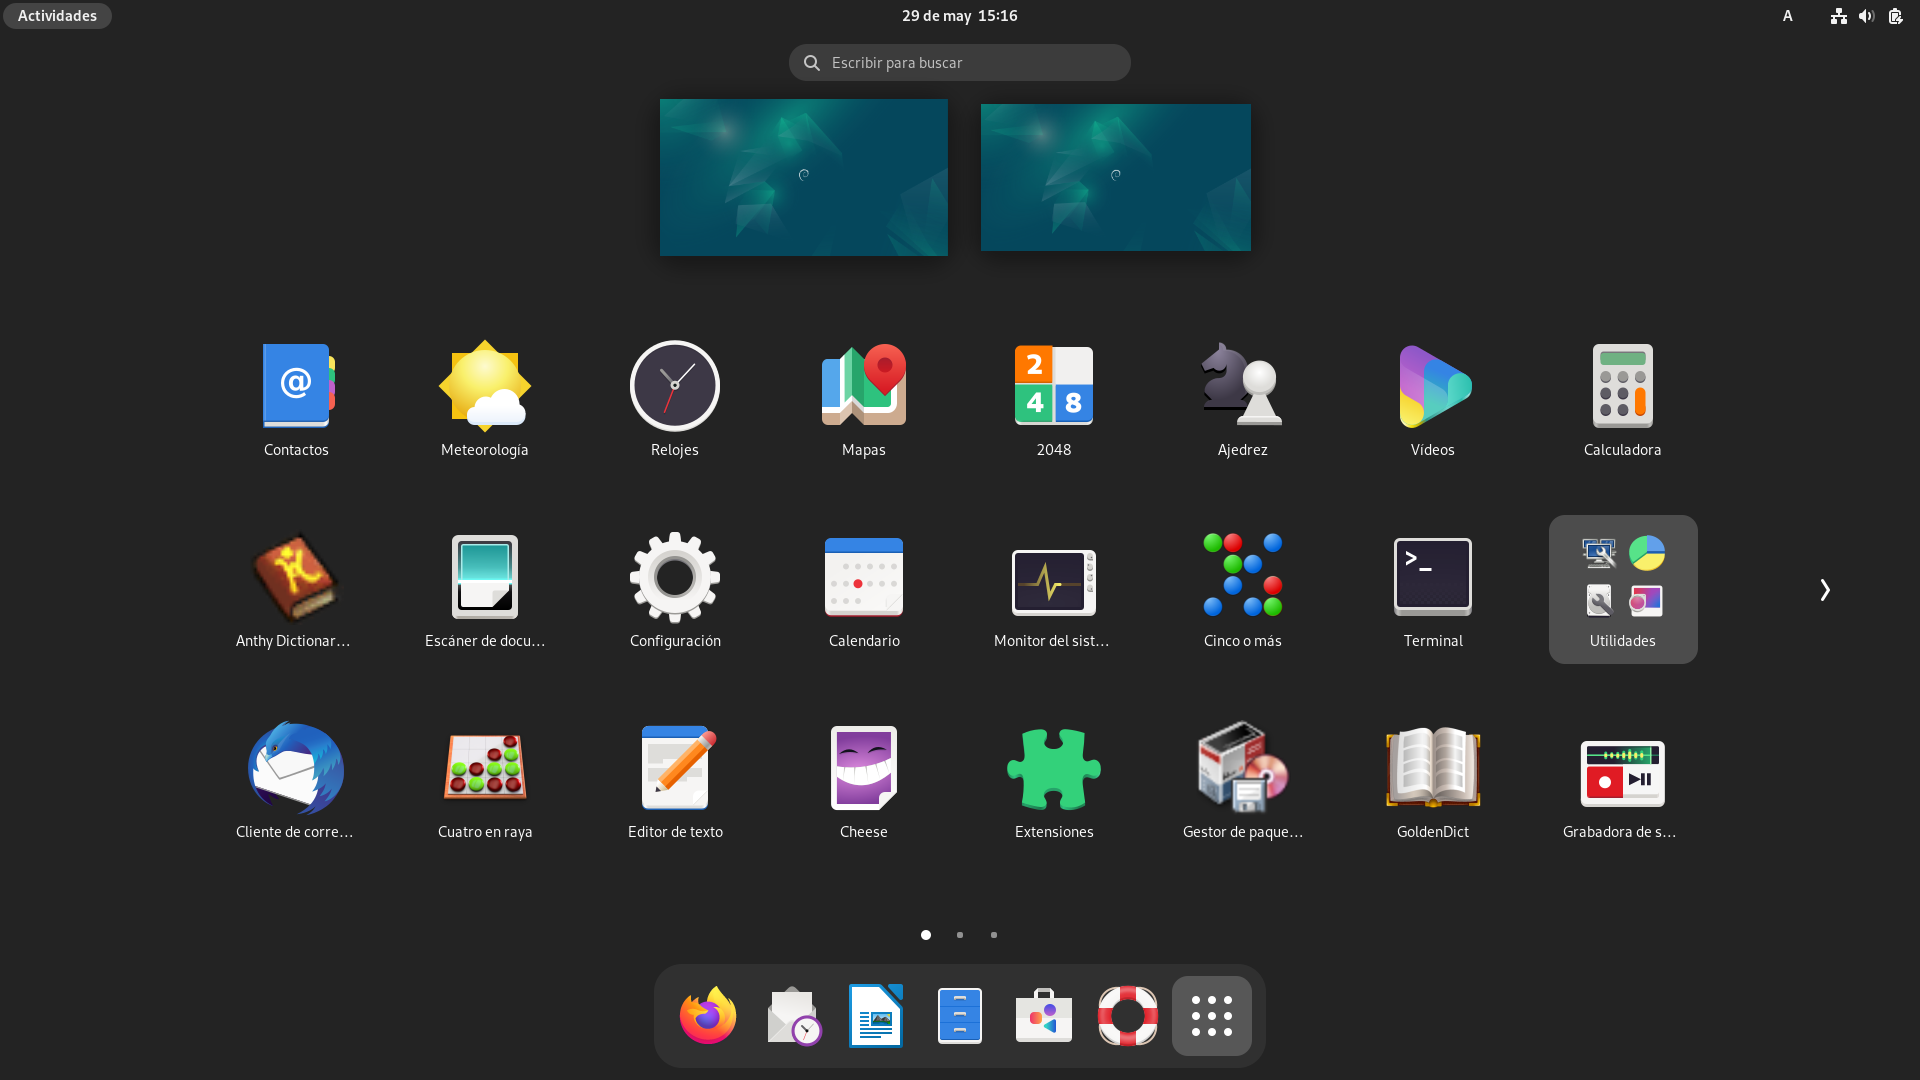 Actividades
29 de may 15:16
A
Escribir para buscar
@
2
4 8
Contactos
Meteorología
Relojes
Mapas
2048
Ajedrez
Vídeos
Calculadora
>_
Anthy Dictionar…
Escáner de docu…
Configuración
Calendario
Monitor del sist…
Cinco o más
Terminal
Utilidades
Cliente de corre…
Cuatro en raya
Editor de texto
Cheese
Extensiones
Gestor de paque…
GoldenDict
Grabadora de s…